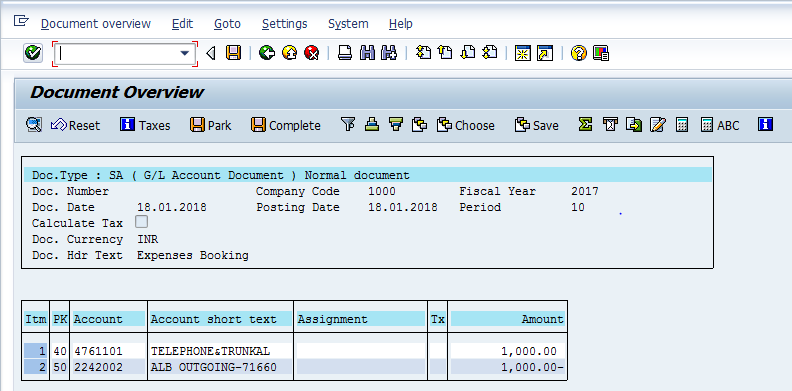 Document overview Edit Goto Settings System Help
Document Overview
Reset Taxes Park Complete Choose Save ABC
Doc.Type : SA ( G/L Account Document ) Normal document
Doc. Number Company Code 1000 Fiscal Year 2017
Doc. Date 18.01.2018 Posting Date 18.01.2018 Period 10
Calculate Tax
Doc. Currency INR
Doc. Hdr Text Expenses Booking
Itm PK Account Account short text Assignment Tx Amount
1 40 4761101 TELEPHONE&TRUNKAL 1,000.00
2 50 2242002 ALB OUTGOING-71660 1,000.00-